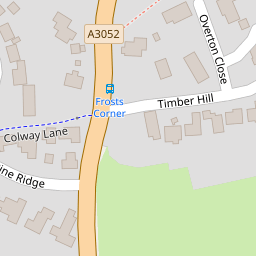 Overton Close
A3052
Frosts
Corner
Timber Hill
Colway Lane
ine Ridge